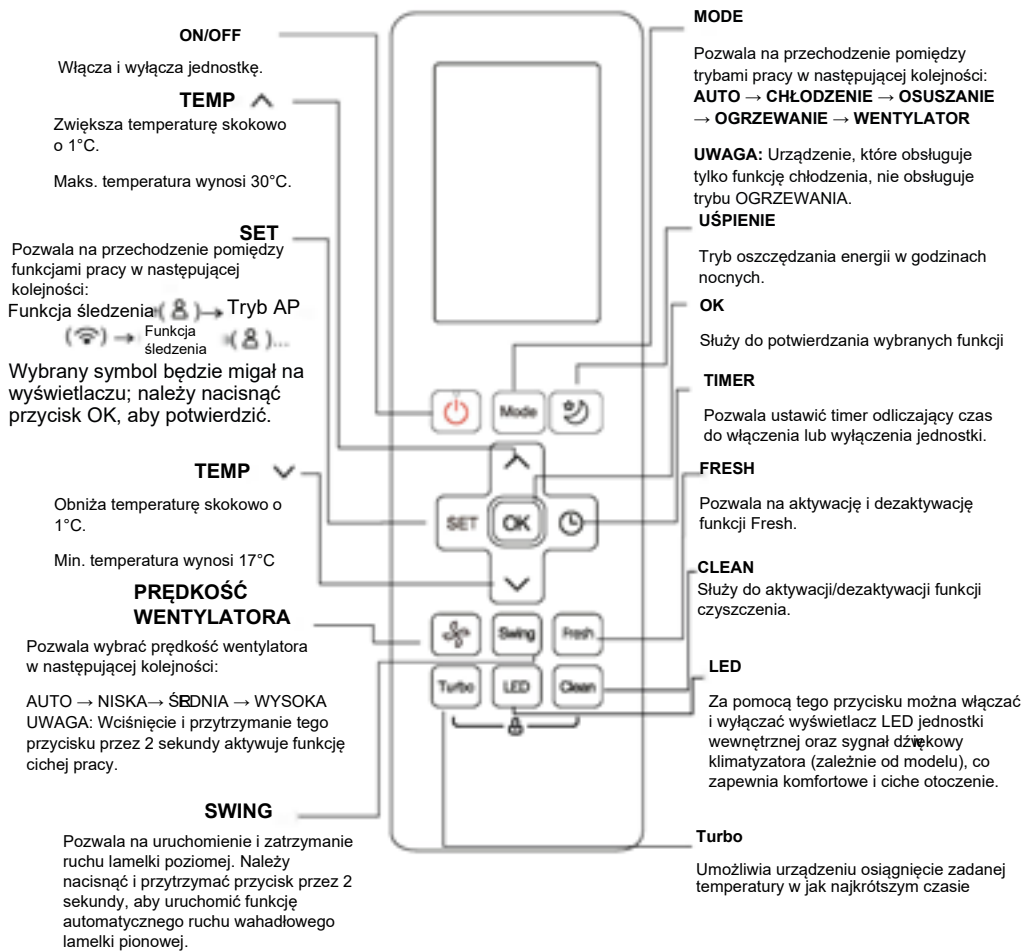 ON/OFF
Włącza i wyłącza jednostkę.
TEMP
Zwiększa temperaturę skokowo
o 1°C.
Maks. temperatura wynosi 30°C.
SET
Pozwala na przechodzenie pomiędzy
funkcjami pracy w następującej
kolejności:
Funkcja śledzenia ( ) → Tryb AP
( ) → Funkcja
śledzenia ( )...
Wybrany symbol będzie migał na
wyświetlaczu; należy nacisnąć
przycisk OK, aby potwierdzić.
TEMP
Obniża temperaturę skokowo o
1°C.
Min. temperatura wynosi 17°C
PRĘDKOŚĆ
WENTYLATORA
Pozwala wybrać prędkość wentylatora
w następującej kolejności:
AUTO → NISKA → ŚREDNIA → WYSOKA
UWAGA: Wciśnięcie i przytrzymanie tego
przycisku przez 2 sekundy aktywuje funkcję
cichej pracy.
SWING
Pozwala na uruchomienie i zatrzymanie
ruchu lamelki poziomej. Należy
nacisnąć i przytrzymać przycisk przez 2
sekundy, aby uruchomić funkcję
automatycznego ruchu wahadłowego
lamelki pionowej.
Mode
SET
OK
Swing
Fresh
Turbo
LED
Clean
MODE
Pozwala na przechodzenie pomiędzy
trybami pracy w następującej kolejności:
AUTO → CHŁODZENIE → OSUSZANIE
→ OGRZEWANIE → WENTYLATOR
UWAGA: Urządzenie, które obsługuje
tylko funkcję chłodzenia, nie obsługuje
trybu OGRZEWANIA.
UŚPIENIE
Tryb oszczędzania energii w godzinach
nocnych.
OK
Służy do potwierdzania wybranych funkcji
TIMER
Pozwala ustawić timer odliczający czas
do włączenia lub wyłączenia jednostki.
FRESH
Pozwala na aktywację i dezaktywację
funkcji Fresh.
CLEAN
Służy do aktywacji/dezaktywacji funkcji
czyszczenia.
LED
Za pomocą tego przycisku można włączać
i wyłączać wyświetlacz LED jednostki
wewnętrznej oraz sygnał dźwiękowy
klimatyzatora (zależnie od modelu), co
zapewnia komfortowe i ciche otoczenie.
Turbo
Umożliwia urządzeniu osiągnięcie zadanej
temperatury w jak najkrótszym czasie